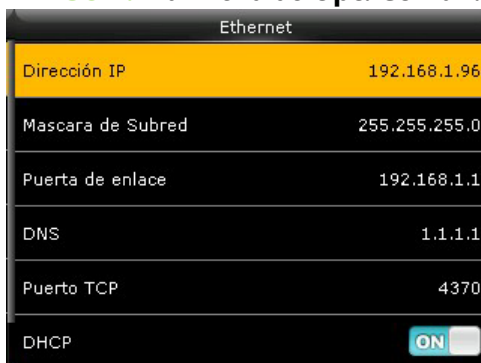 Ethernet
Dirección IP 192.168.1.96
Mascara de Subred 255.255.255.0
Puerta de enlace 192.168.1.1
DNS 1.1.1.1
Puerto TCP 4370
DHCP ON